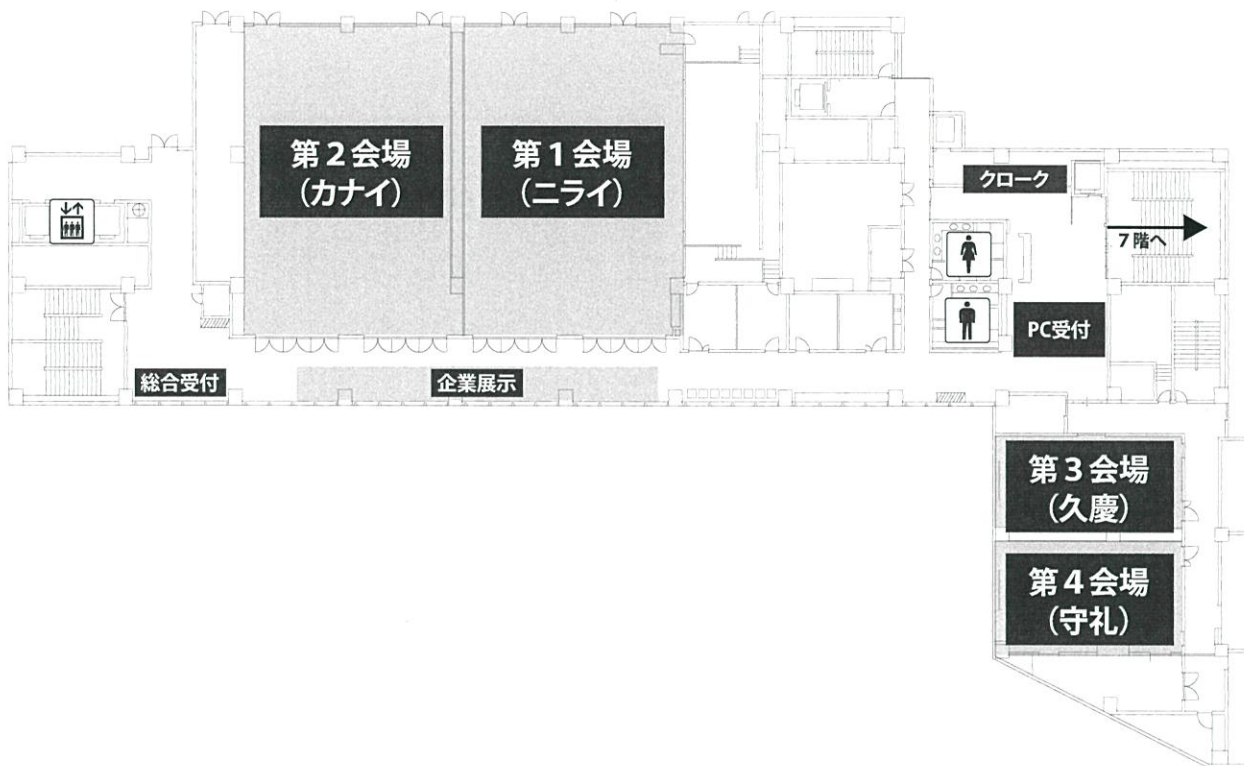 第2会場
(カナイ)
第1会場
(ニライ)
クローク
7階へ
PC受付
総合受付
企業展示
第3会場
(久慶)
第4会場
(守礼)